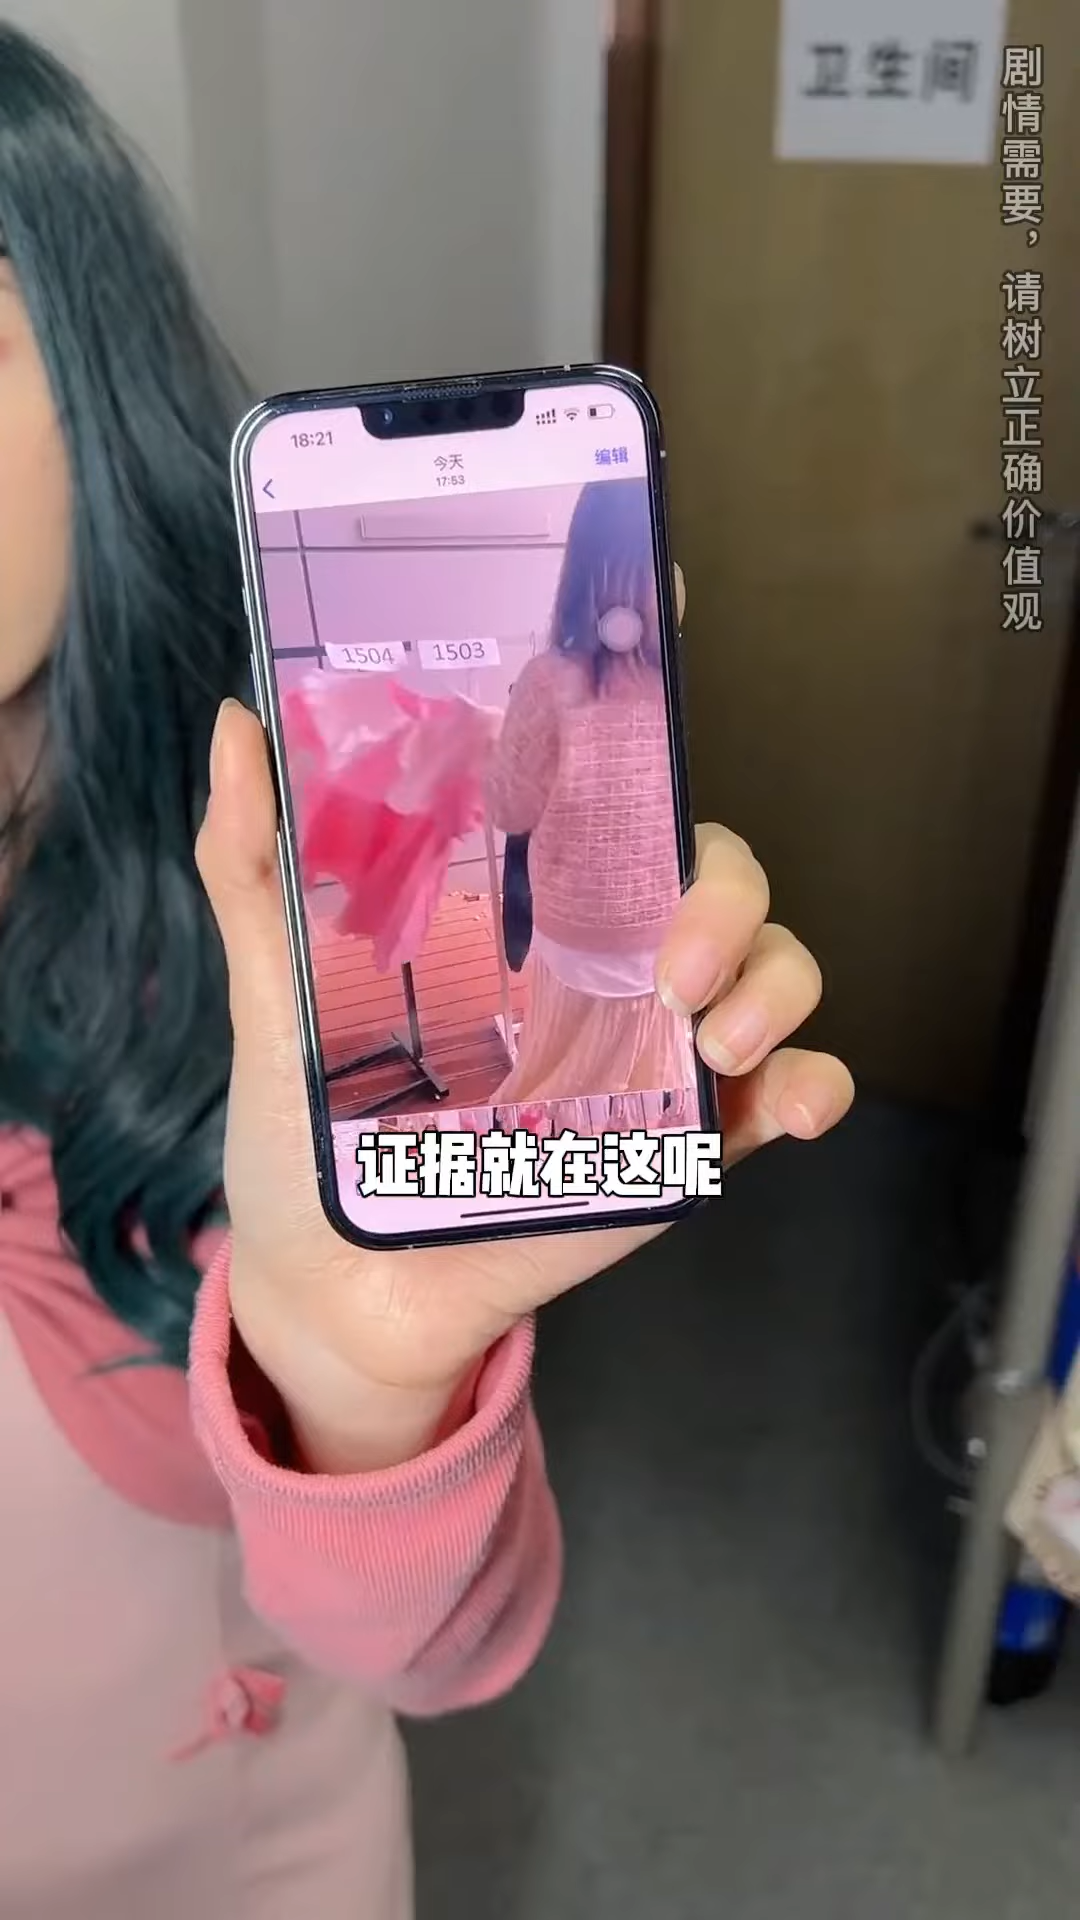 卫生间
剧情需要，请树立正确价值观
18:21
今天
编辑
17:53
1504
1503
证据就在这呢